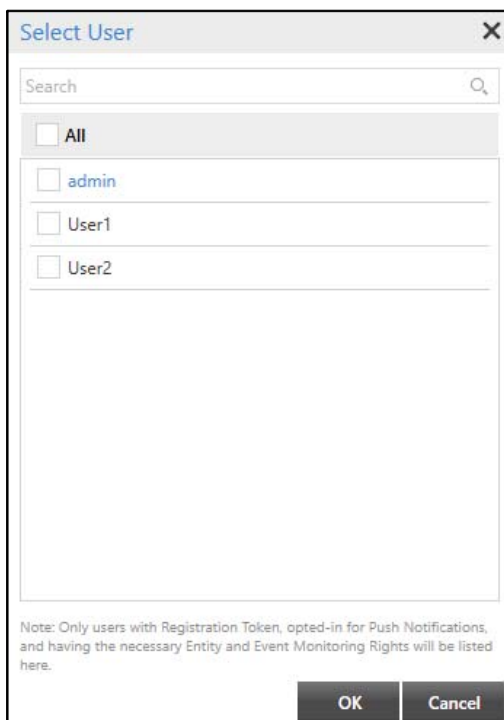 Select User
Search
All
admin
User1
User2
Note: Only users with Registration Token, opted-in for Push Notifications,
and having the necessary Entity and Event Monitoring Rights will be listed
here.
OK Cancel